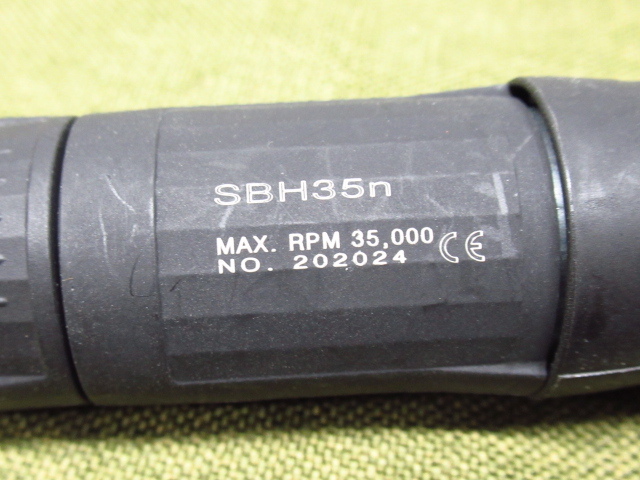 SBH35n
MAX. RPM 35,000
NO. 202024 CE